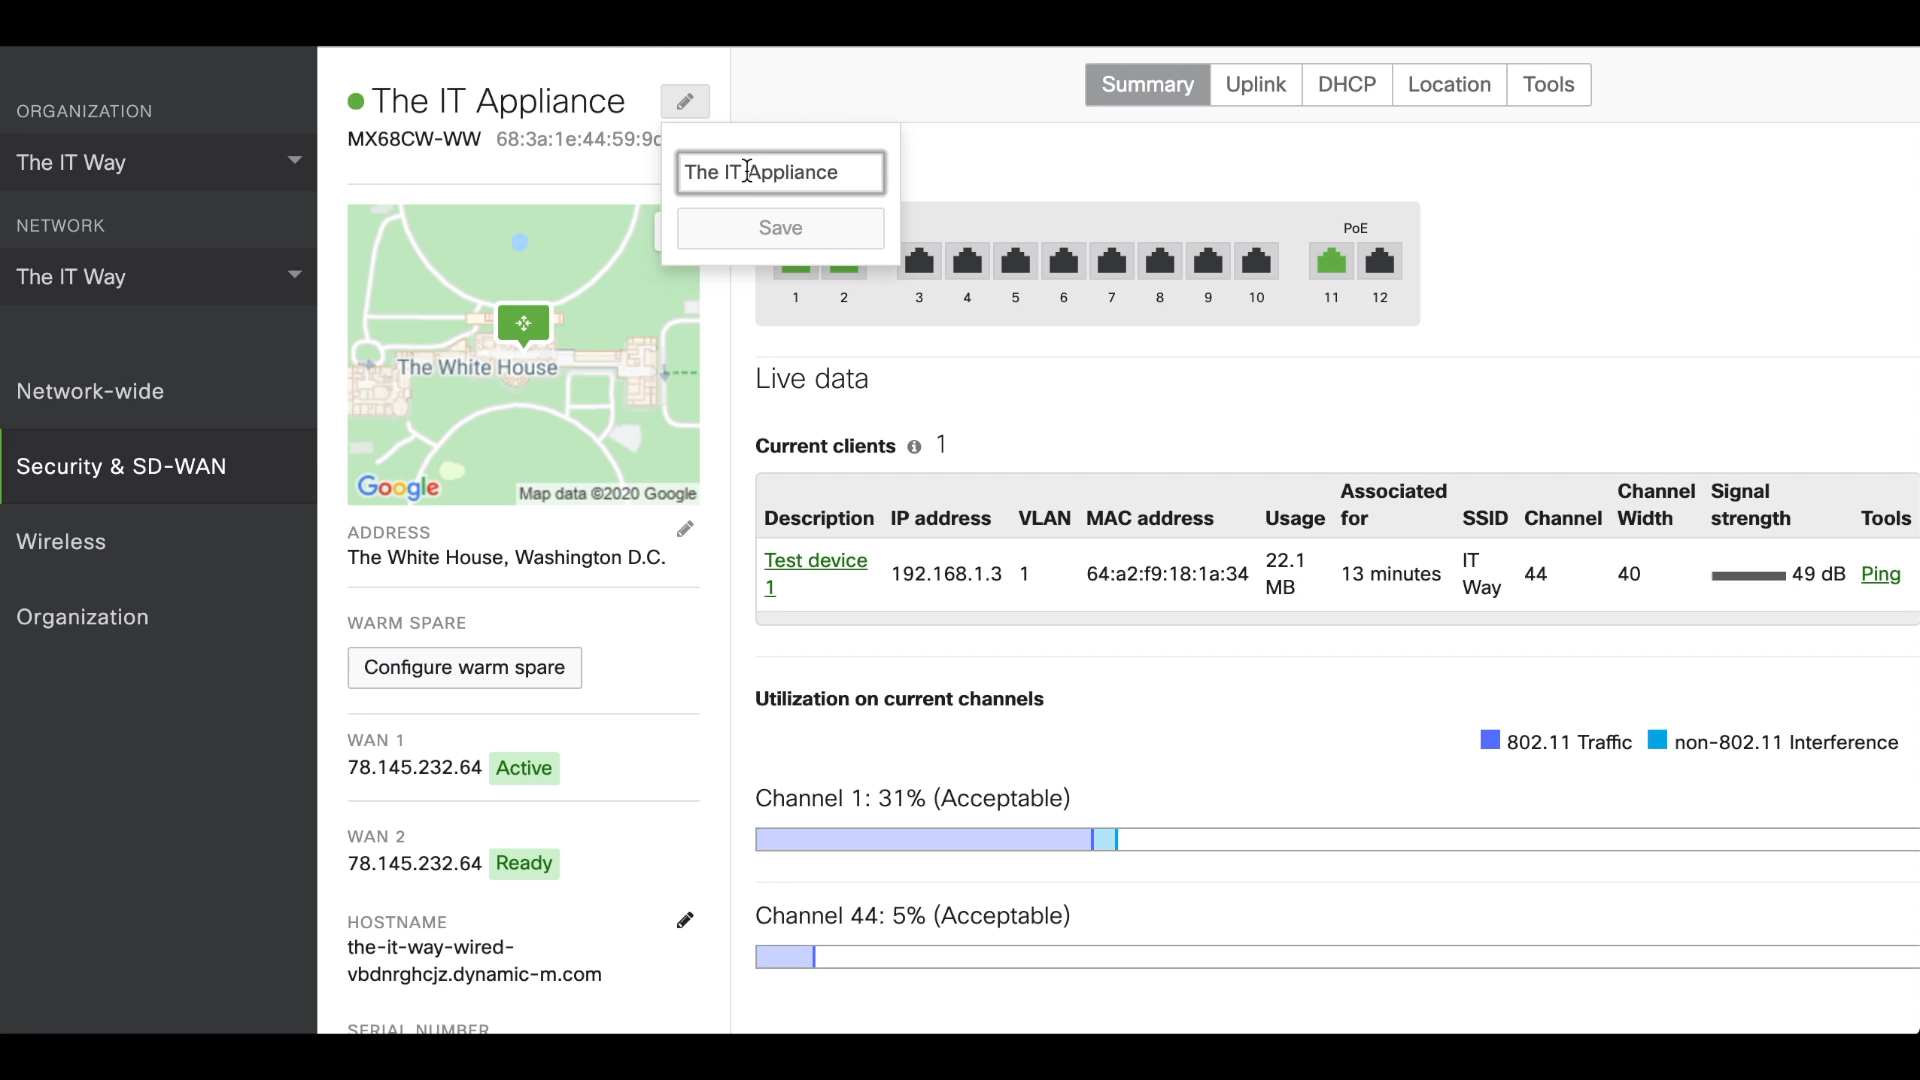 ORGANIZATION
The IT Way
NETWORK
The IT Way
Network-wide
Security & SD-WAN
Wireless
Organization
The IT Appliance
MX68CW-WW 68:3a:1e:44:59:9c
The IT Appliance
Save
The White House
Google
Map data ©2020 Google
ADDRESS
The White House, Washington D.C.
WARM SPARE
Configure warm spare
WAN 1
78.145.232.64 Active
WAN 2
78.145.232.64 Ready
HOSTNAME
the-it-way-wired-
vbdnrghcjz.dynamic-m.com
SERIAL NUMBER
Summary Uplink DHCP Location Tools
PoE
1 2 3 4 5 6 7 8 9 10 11 12
Live data
Current clients 1
Associated Channel Signal
Description IP address VLAN MAC address Usage for SSID Channel Width strength Tools
Test device 22.1 IT
192.168.1.3 1 64:a2:f9:18:1a:34 13 minutes 44 40 49 dB Ping
1 MB Way
Utilization on current channels
802.11 Traffic non-802.11 Interference
Channel 1: 31% (Acceptable)
Channel 44: 5% (Acceptable)